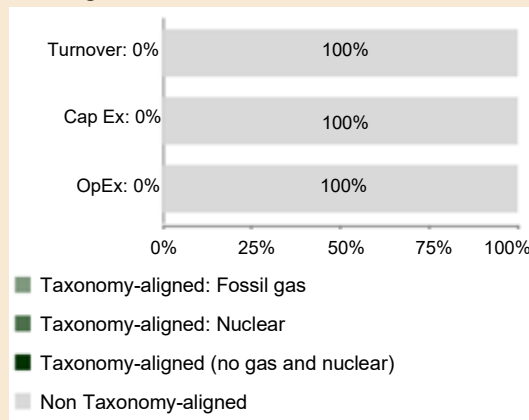 Turnover: 0% 100%
Cap Ex: 0% 100%
OpEx: 0% 100%
0% 25% 50% 75% 100%
Taxonomy-aligned: Fossil gas
Taxonomy-aligned: Nuclear
Taxonomy-aligned (no gas and nuclear)
Non Taxonomy-aligned